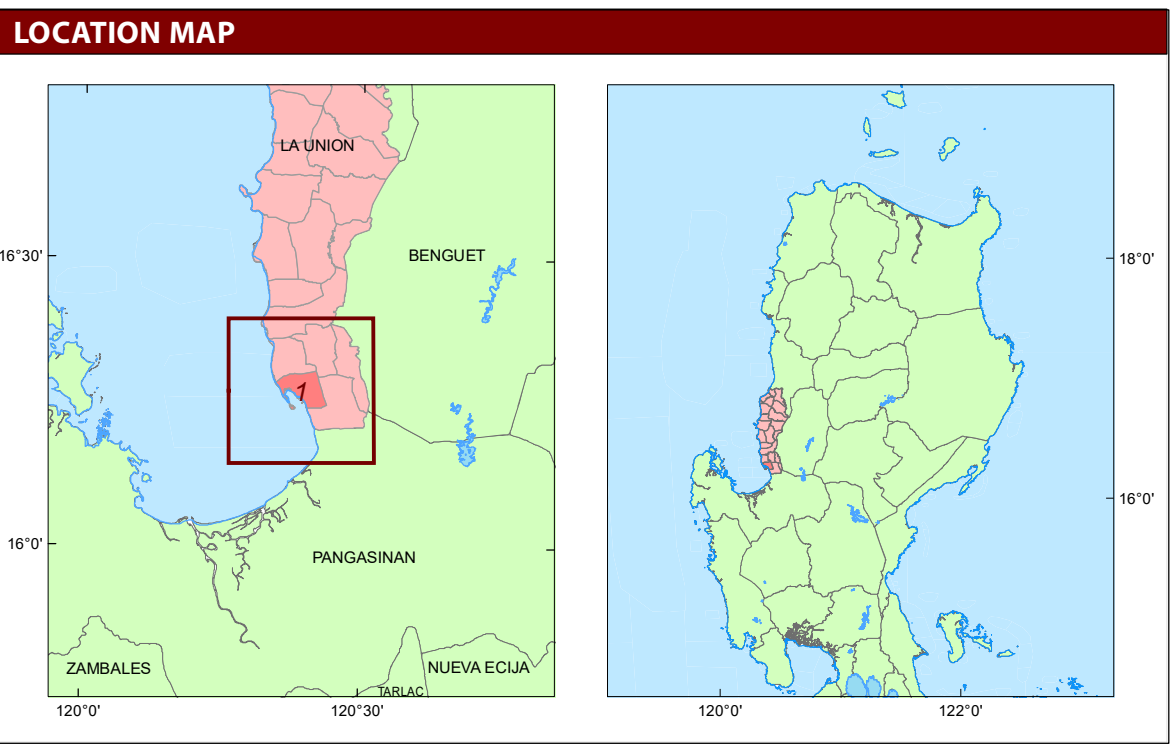 LOCATION MAP
LA UNION
16°30'
BENGUET
18°0'
1
16°0'
16°0'
PANGASINAN
ZAMBALES
NUEVA ECIJA
TARLAC
120°0'
120°30'
120°0'
122°0'